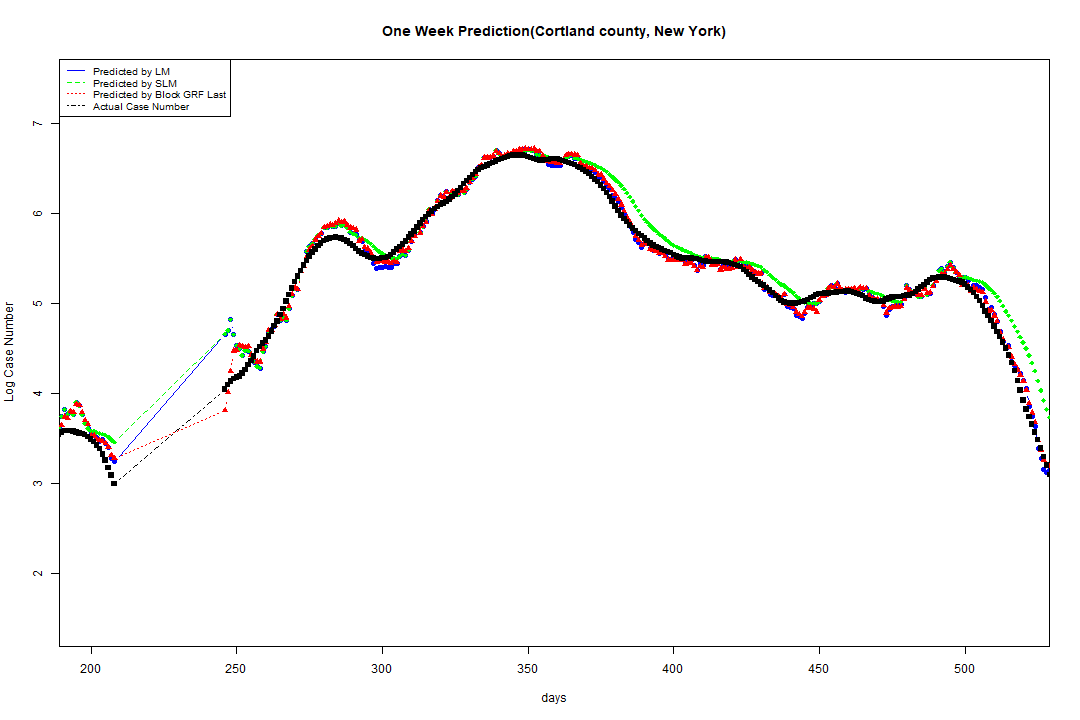 One Week Prediction(Cortland county, New York)
Predicted by LM
Predicted by SLM
Predicted by Block GRF Last
Actual Case Number
Log Case Number
7
6
5
4
3
2
200 250 300 350 400 450 500
days